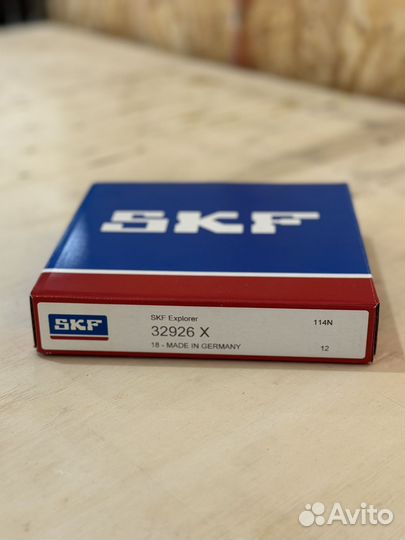 SKF
SKF
SKF Explorer
114N
32926 X
18 - MADE IN GERMANY
12
Avito